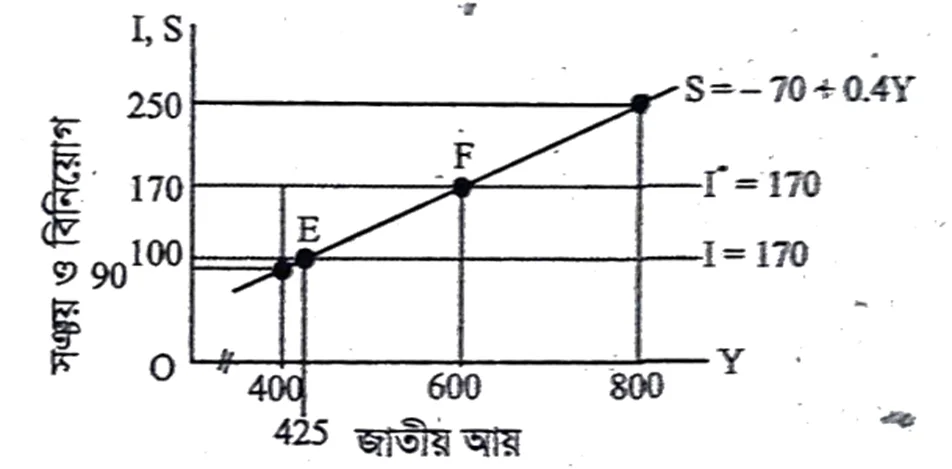 I, S
S=– 70 + 0.4Y
250
F
170
I* = 170
E
100
I = 170
90
সঞ্চয় ও বিনিয়োগ
O
Y
400
600
800
425
জাতীয় আয়